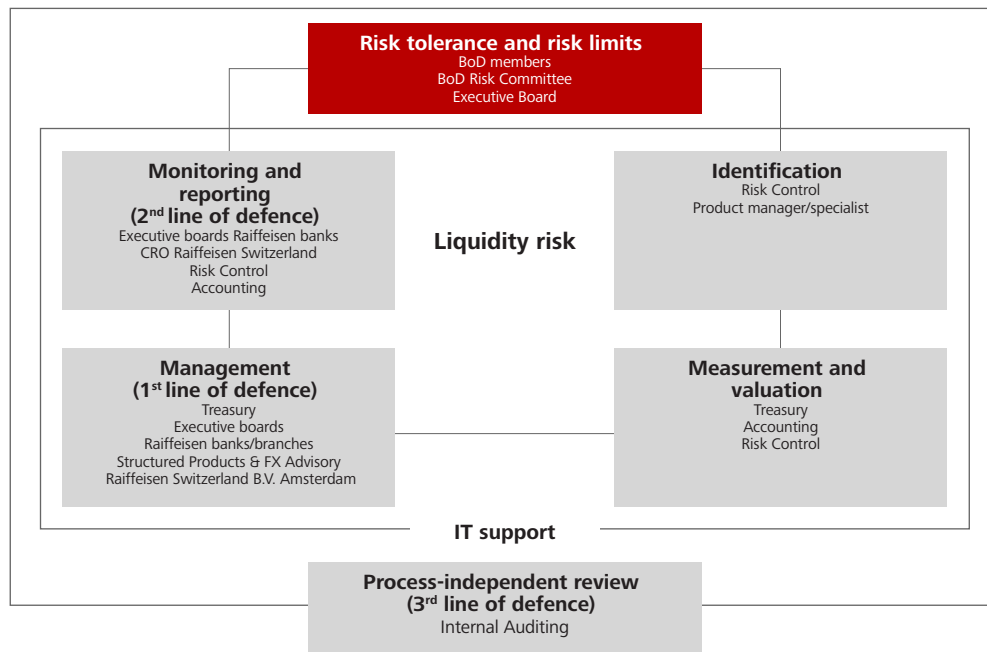 Risk tolerance and risk limits
BoD members
BoD Risk Committee
Executive Board
Monitoring and
reporting
(2nd line of defence)
Executive boards Raiffeisen banks
CRO Raiffeisen Switzerland
Risk Control
Accounting
Identification
Risk Control
Product manager/specialist
Liquidity risk
Management
(1st line of defence)
Treasury
Executive boards
Raiffeisen banks/branches
Structured Products & FX Advisory
Raiffeisen Switzerland B.V. Amsterdam
Measurement and
valuation
Treasury
Accounting
Risk Control
IT support
Process-independent review
(3rd line of defence)
Internal Auditing